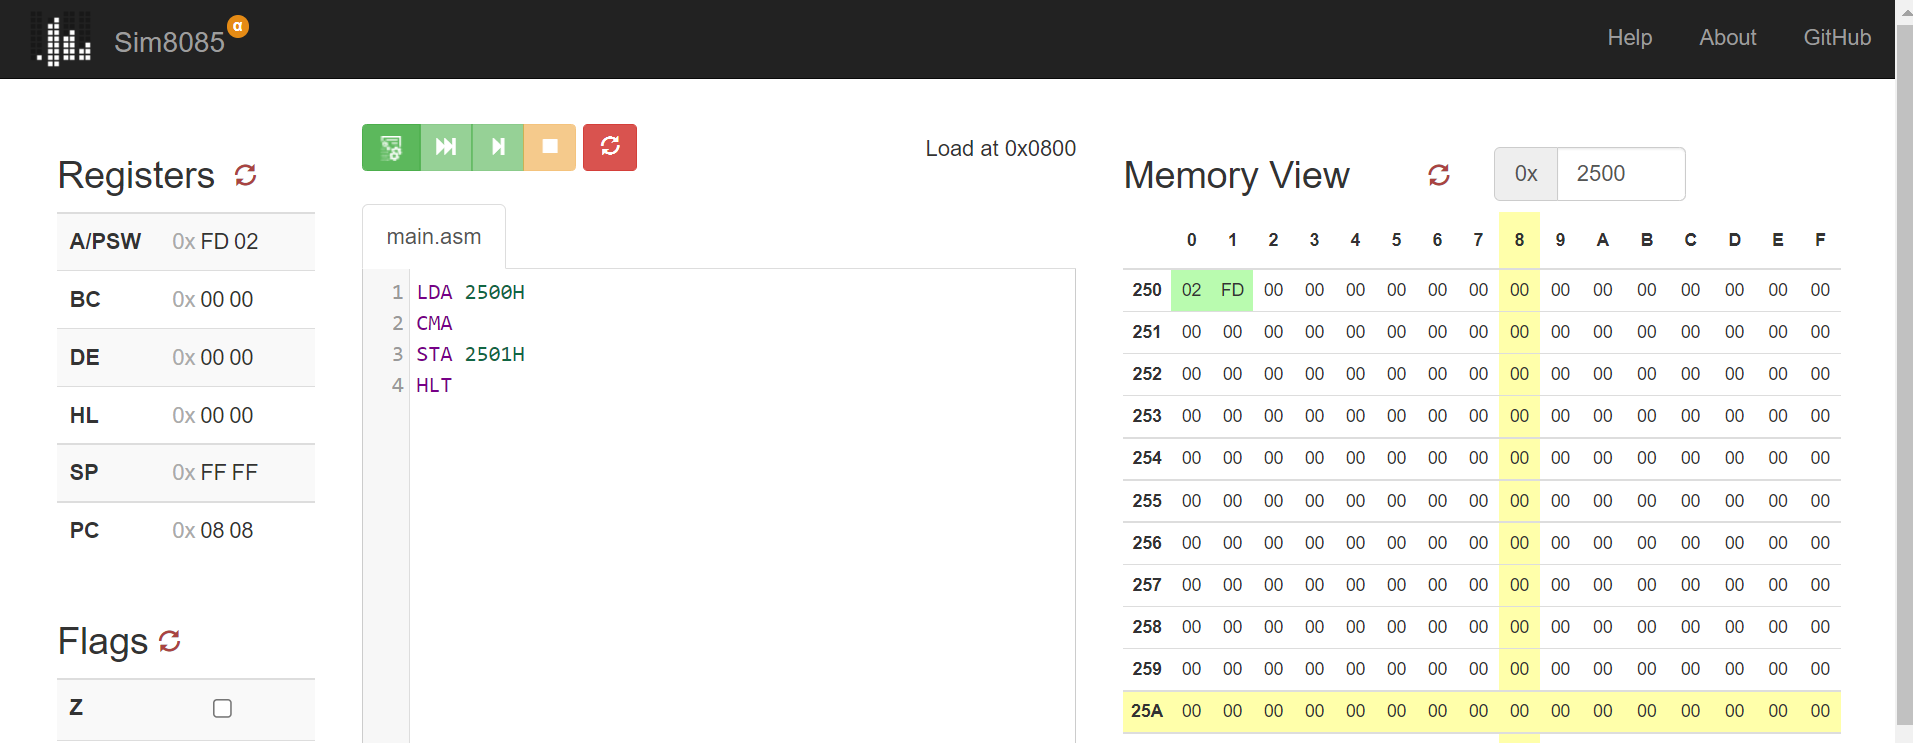 Sim8085 α
Help About GitHub
Registers
A/PSW 0x FD 02
BC 0x 00 00
DE 0x 00 00
HL 0x 00 00
SP 0x FF FF
PC 0x 08 08
Flags
Z
Load at 0x0800
main.asm
1 LDA 2500H
2 CMA
3 STA 2501H
4 HLT
Memory View 0x 2500
0 1 2 3 4 5 6 7 8 9 A B C D E F
250 02 FD 00 00 00 00 00 00 00 00 00 00 00 00 00 00
251 00 00 00 00 00 00 00 00 00 00 00 00 00 00 00 00
252 00 00 00 00 00 00 00 00 00 00 00 00 00 00 00 00
253 00 00 00 00 00 00 00 00 00 00 00 00 00 00 00 00
254 00 00 00 00 00 00 00 00 00 00 00 00 00 00 00 00
255 00 00 00 00 00 00 00 00 00 00 00 00 00 00 00 00
256 00 00 00 00 00 00 00 00 00 00 00 00 00 00 00 00
257 00 00 00 00 00 00 00 00 00 00 00 00 00 00 00 00
258 00 00 00 00 00 00 00 00 00 00 00 00 00 00 00 00
259 00 00 00 00 00 00 00 00 00 00 00 00 00 00 00 00
25A 00 00 00 00 00 00 00 00 00 00 00 00 00 00 00 00